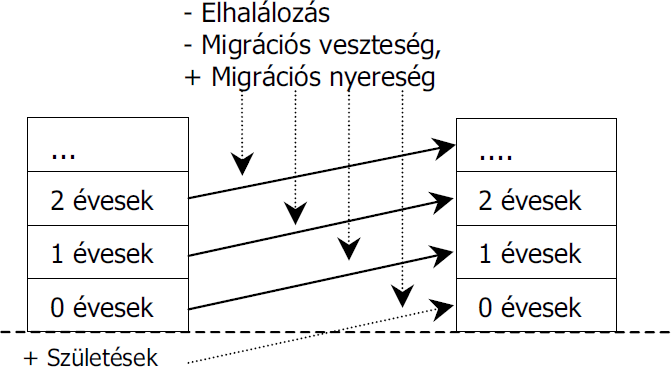 - Elhalálozás
- Migrációs veszteség,
+ Migrációs nyereség
...
2 évesek
1 évesek
0 évesek
....
2 évesek
1 évesek
0 évesek
+ Születések